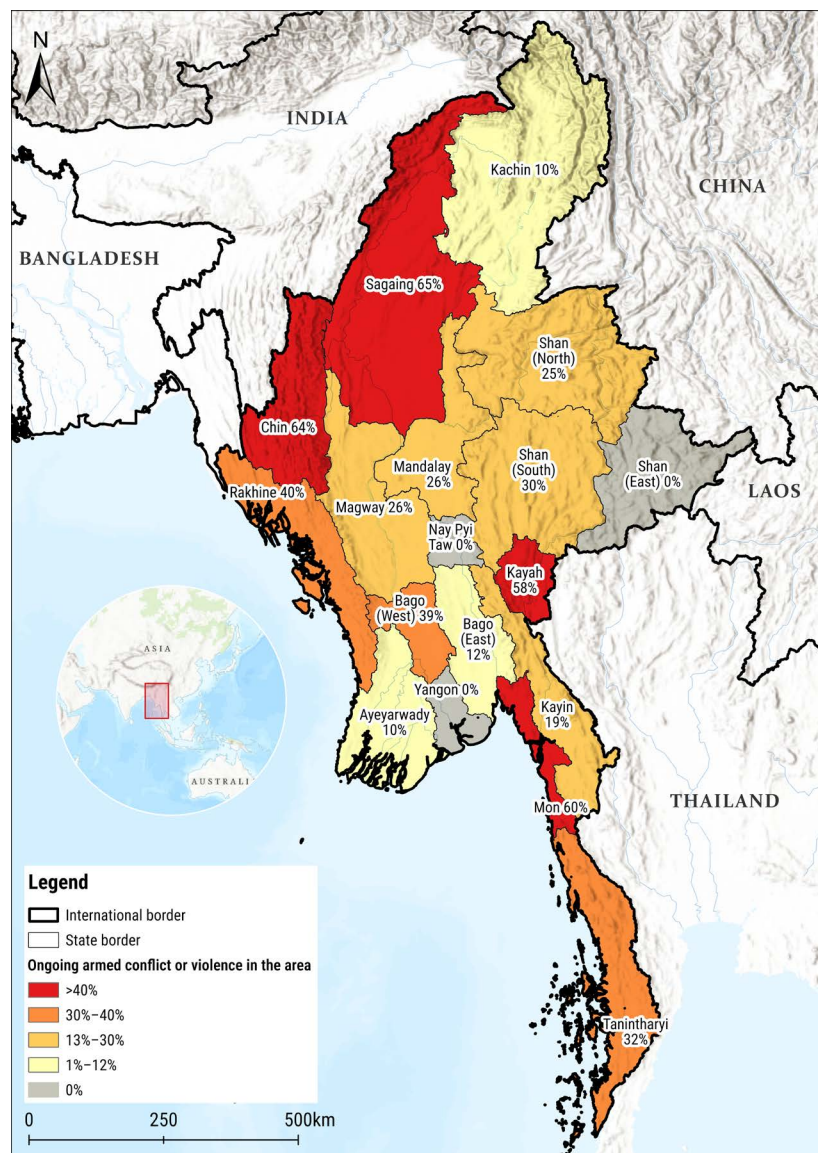 N
INDIA
CHINA
BANGLADESH
LAOS
THAILAND
Kachin 10%
Sagaing 65%
Shan
(North)
25%
Chin 64%
Mandalay
26%
Shan
(South)
30%
Shan
(East) 0%
Rakhine 40%
Magway 26%
Nay Pyi
Taw 0%
Kayah
58%
Bago
(West) 39%
Bago
(East)
12%
Yangon 0%
Ayeyarwady
10%
Kayin
19%
Mon 60%
Tanintharyi
32%
ASIA
AUSTRALI
Legend
International border
State border
Ongoing armed conflict or violence in the area
>40%
30%–40%
13%–30%
1%–12%
0%
0 250 500km